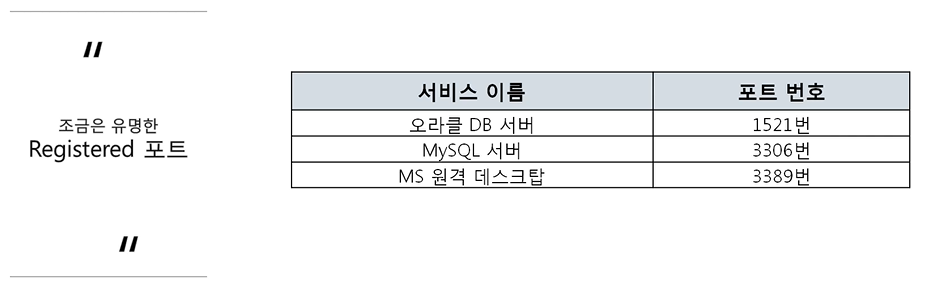 "
조금은 유명한
Registered 포트
"
서비스 이름 포트 번호
오라클 DB 서버 1521번
MySQL 서버 3306번
MS 원격 데스크탑 3389번